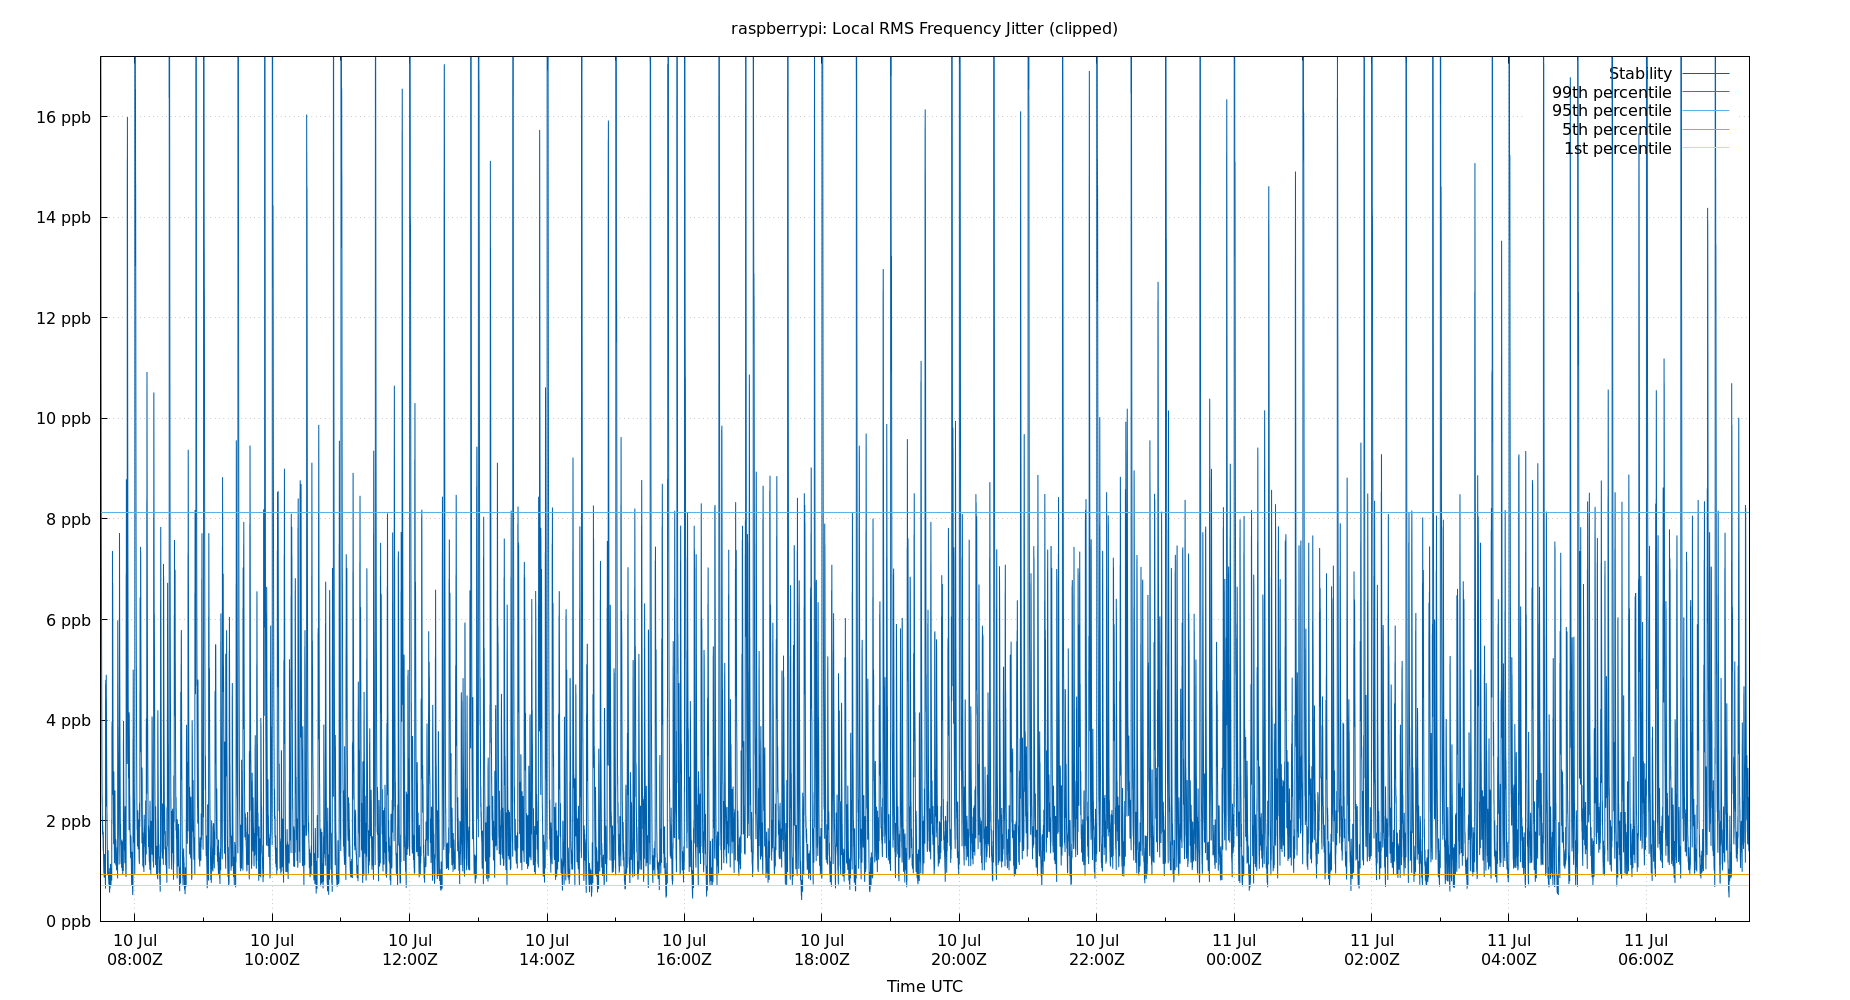 raspberrypi: Local RMS Frequency Jitter (clipped)
Stability
99th percentile
95th percentile
5th percentile
1st percentile
16 ppb
14 ppb
12 ppb
10 ppb
8 ppb
6 ppb
4 ppb
2 ppb
0 ppb
10 Jul 10 Jul 10 Jul 10 Jul 10 Jul 10 Jul 10 Jul 10 Jul 11 Jul 11 Jul 11 Jul 11 Jul
08:00Z 10:00Z 12:00Z 14:00Z 16:00Z 18:00Z 20:00Z 22:00Z 00:00Z 02:00Z 04:00Z 06:00Z
Time UTC